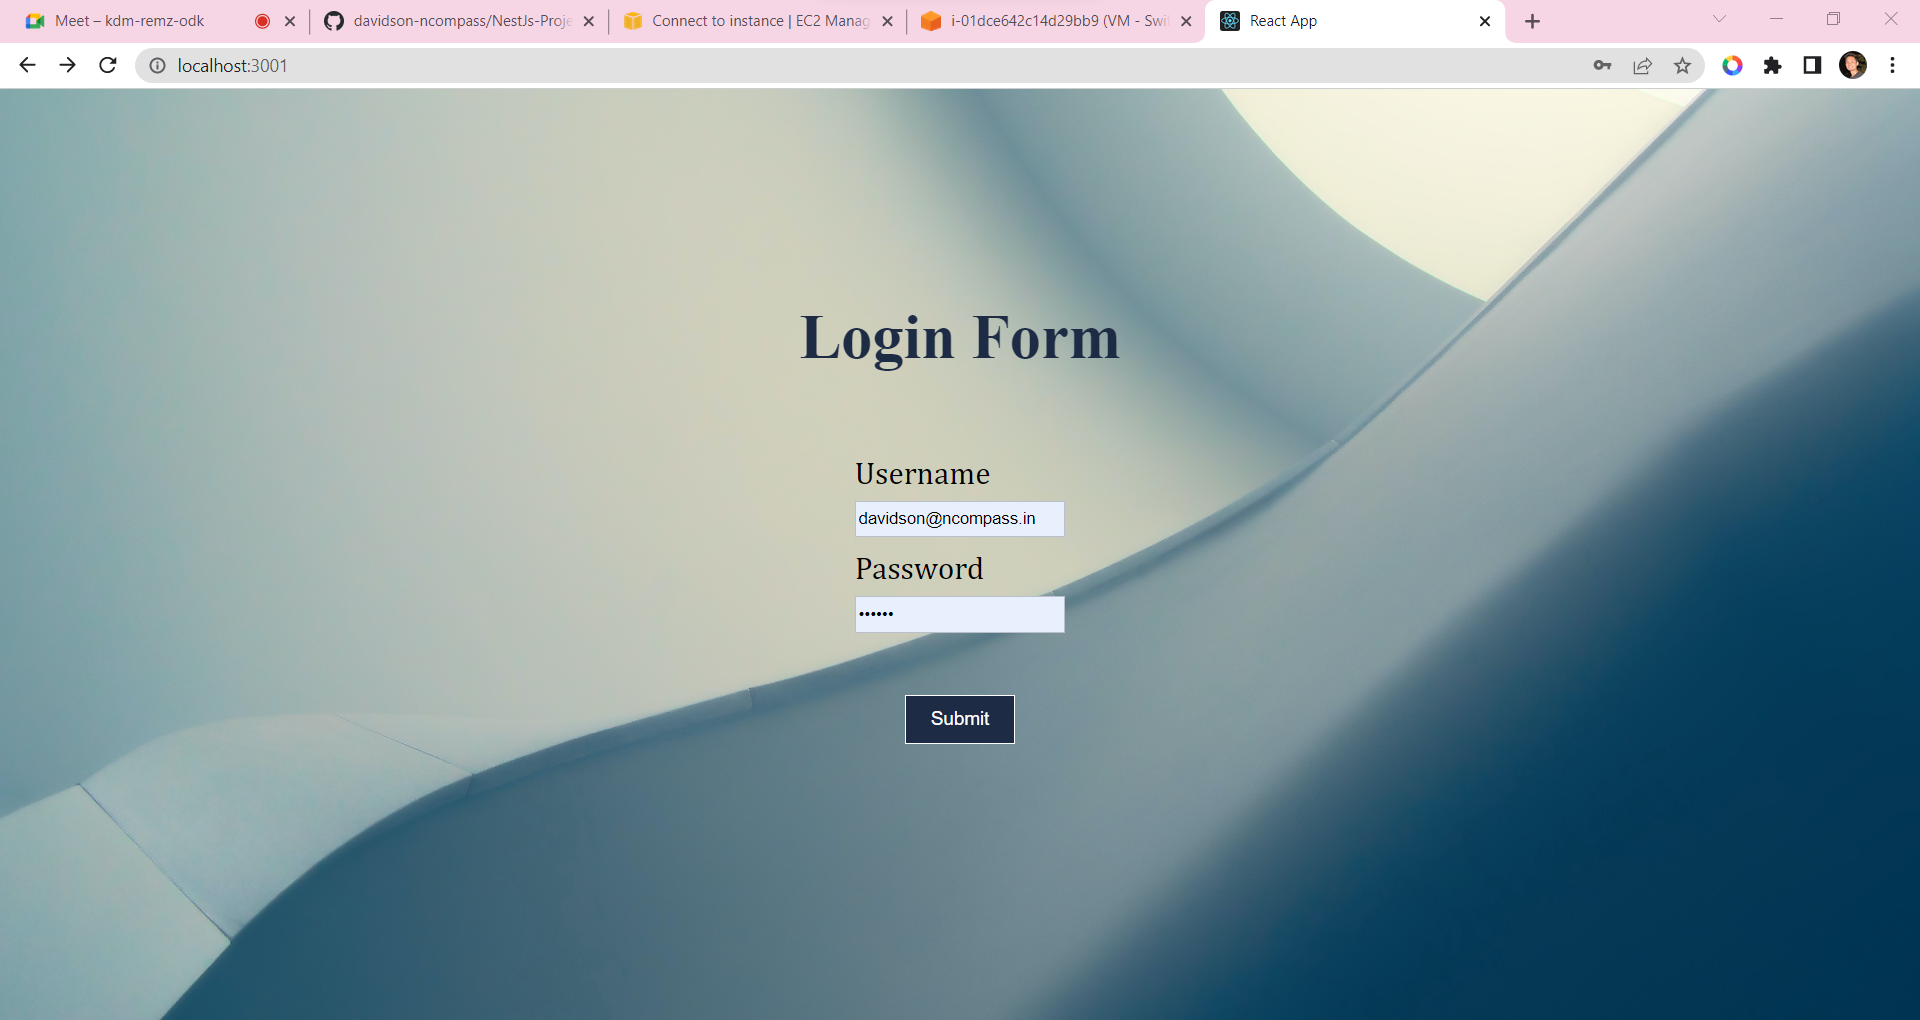 Meet – kdm-remz-odk
davidson-ncompass/NestJs-Proje
Connect to instance | EC2 Manag
i-01dce642c14d29bb9 (VM - Swi
React App
localhost:3001
Login Form
Username
davidson@ncompass.in
Password
••••••
Submit